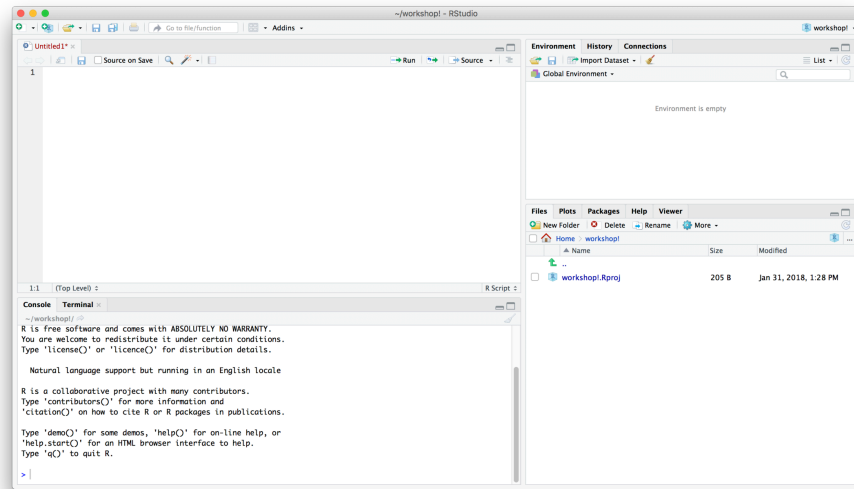 ~/workshop! - RStudio
Go to file/function
Addins
workshop!
Untitled1*
Source on Save
Run
Source
1
1:1 (Top Level)
R Script
Console Terminal
~/workshop!/
R is free software and comes with ABSOLUTELY NO WARRANTY.
You are welcome to redistribute it under certain conditions.
Type 'license()' or 'licence()' for distribution details.
Natural language support but running in an English locale
R is a collaborative project with many contributors.
Type 'contributors()' for more information and
'citation()' on how to cite R or R packages in publications.
Type 'demo()' for some demos, 'help()' for on-line help, or
'help.start()' for an HTML browser interface to help.
Type 'q()' to quit R.
>
Environment History Connections
Import Dataset
List
Global Environment
Environment is empty
Files Plots Packages Help Viewer
New Folder Delete Rename More
Home workshop!
Name Size Modified
..
workshop!.Rproj 205 B Jan 31, 2018, 1:28 PM